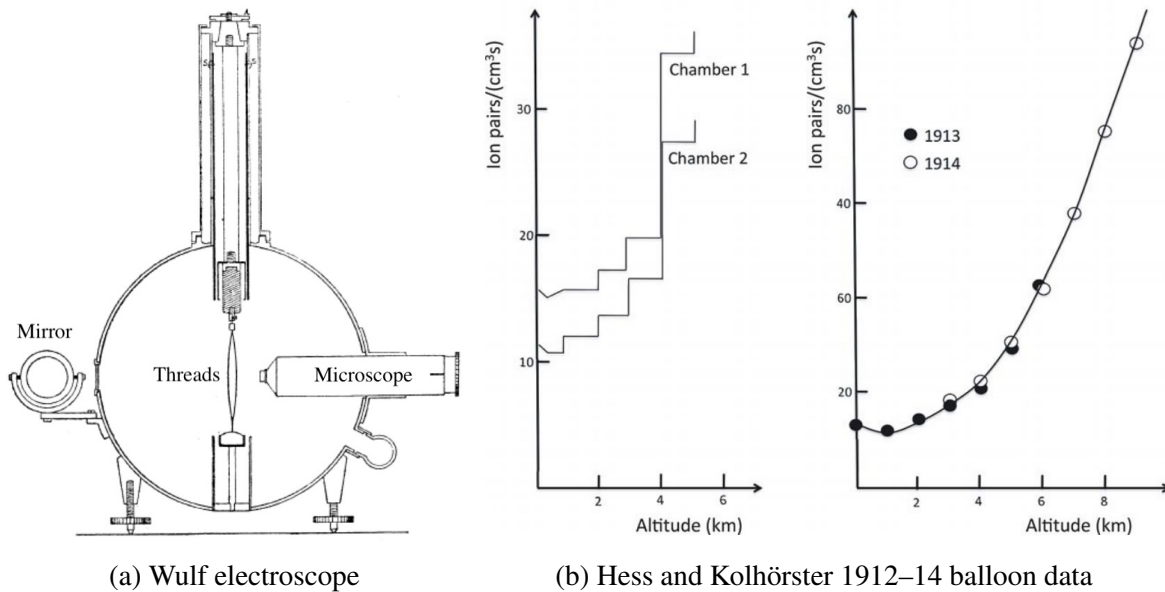 Mirror
Threads
Microscope
(a) Wulf electroscope
Ion pairs/(cm³s)
30
20
10
Chamber 1
Chamber 2
2
4
6
Altitude (km)
Ion pairs/(cm³s)
80
40
60
20
1913
1914
2
4
6
8
Altitude (km)
(b) Hess and Kolhörster 1912–14 balloon data